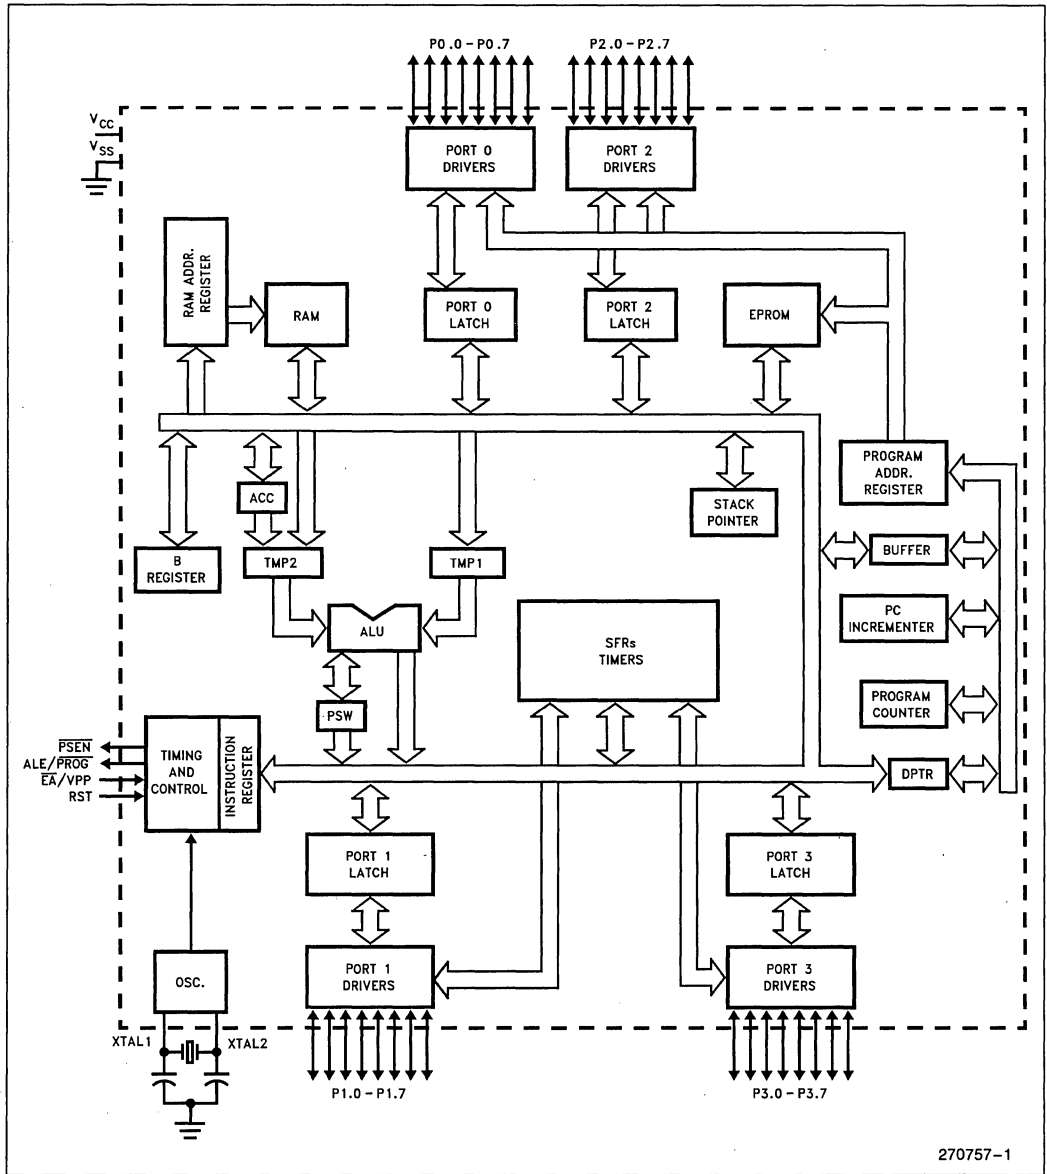 P0.0-P0.7
P2.0-P2.7
VCC
VSS
PORT 0
DRIVERS
PORT 2
DRIVERS
RAM ADDR.
REGISTER
RAM
PORT 0
LATCH
PORT 2
LATCH
EPROM
PROGRAM
ADDR.
REGISTER
ACC
STACK
POINTER
B
REGISTER
TMP2
TMP1
BUFFER
ALU
SFRs
TIMERS
PC
INCREMENTER
PSW
PROGRAM
COUNTER
PSEN
ALE/PROG
EA/VPP
RST
TIMING
AND
CONTROL
INSTRUCTION
REGISTER
DPTR
PORT 1
LATCH
PORT 3
LATCH
OSC.
PORT 1
DRIVERS
PORT 3
DRIVERS
XTAL1
XTAL2
P1.0-P1.7
P3.0-P3.7
270757-1